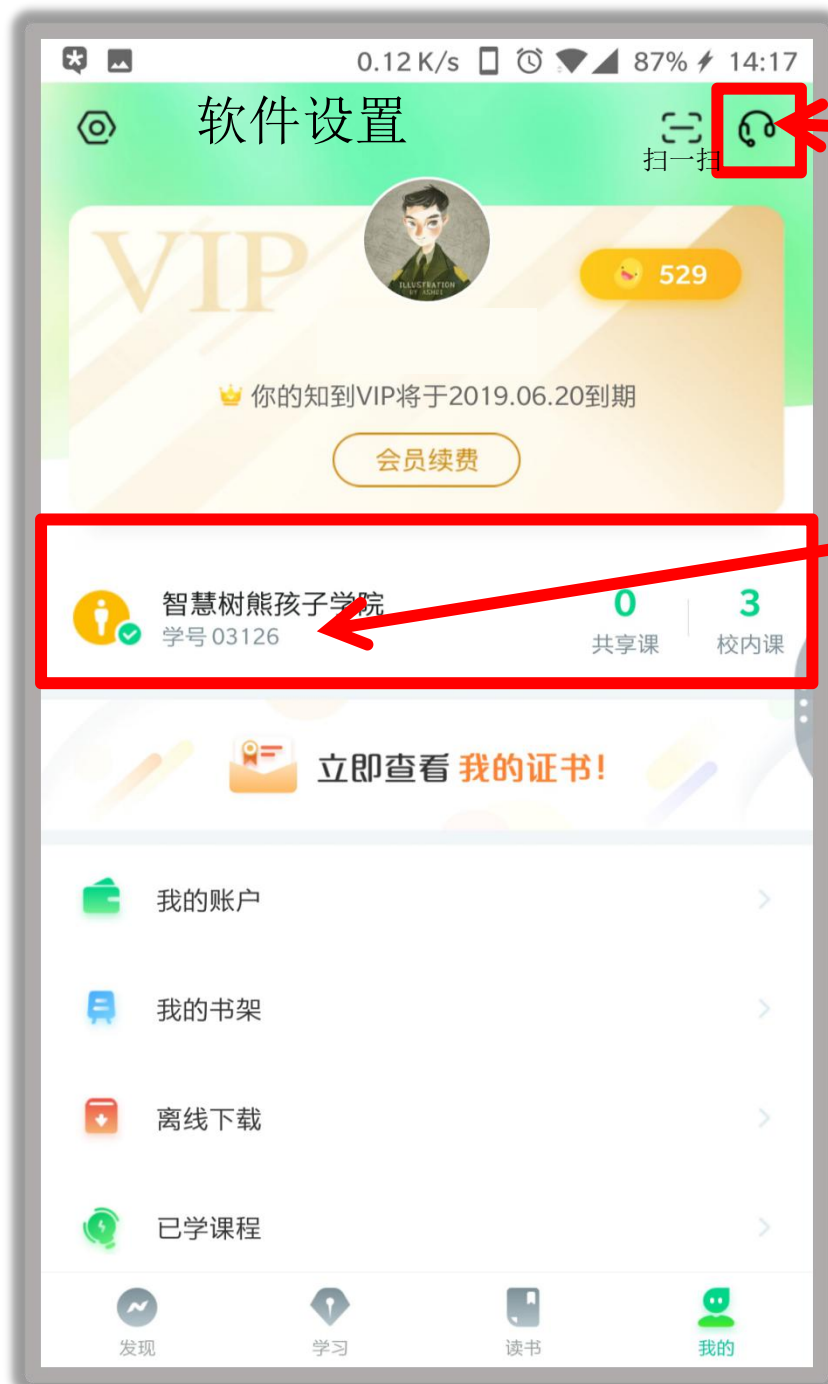 0.12 K/s 87% 14:17
软件设置
扫一扫
VIP
ILLUSTRATION
529
你的知到VIP将于2019.06.20到期
会员续费
智慧树熊孩子学院
学号 03126
0
共享课
3
校内课
立即查看 我的证书!
我的账户
我的书架
离线下载
已学课程
发现
学习
读书
我的